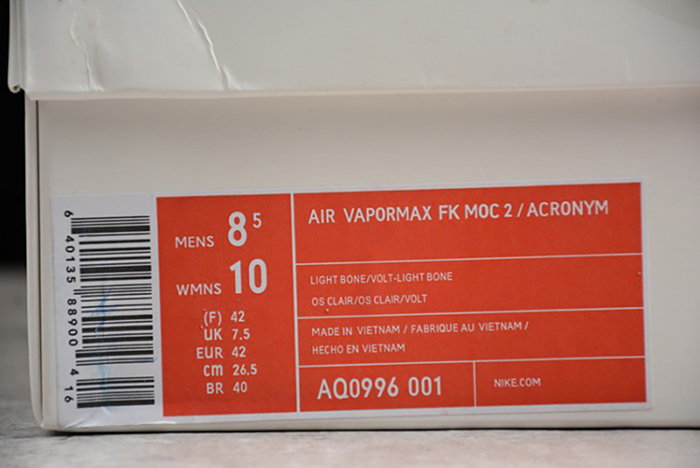 6 40135 88900 4 16
MENS 8 5
WMNS 10
(F) 42
UK 7.5
EUR 42
cm 26.5
BR 40
AIR VAPORMAX FK MOC 2 / ACRONYM
LIGHT BONE/VOLT-LIGHT BONE
OS CLAIR/OS CLAIR/VOLT
MADE IN VIETNAM / FABRIQUE AU VIETNAM /
HECHO EN VIETNAM
AQ0996 001
NIKE.COM